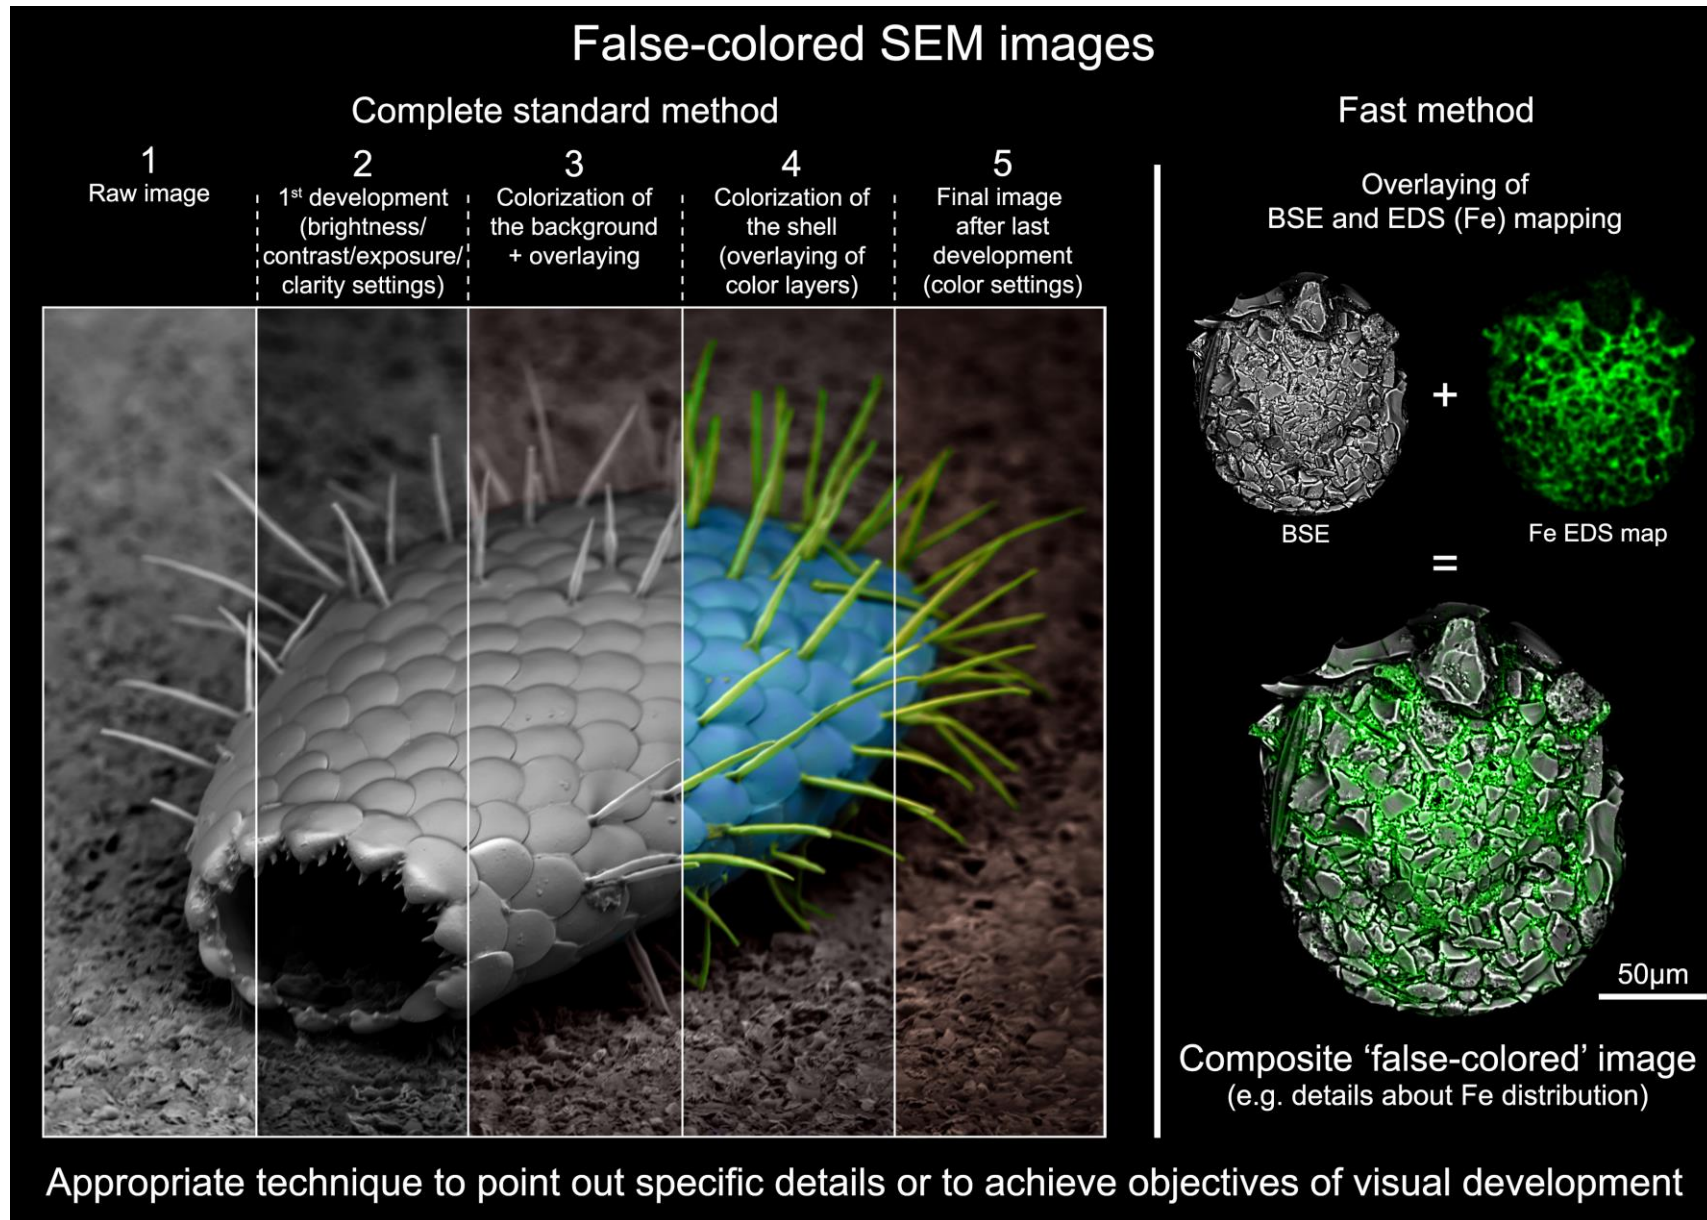 False-colored SEM images
Complete standard method
1
Raw image
2
1st development
(brightness/
contrast/exposure/
clarity settings)
3
Colorization of
the background
+ overlaying
4
Colorization of
the shell
(overlaying of
color layers)
5
Final image
after last
development
(color settings)
Fast method
Overlaying of
BSE and EDS (Fe) mapping
+
BSE
Fe EDS map
=
50µm
Composite ‘false-colored’ image
(e.g. details about Fe distribution)
Appropriate technique to point out specific details or to achieve objectives of visual development